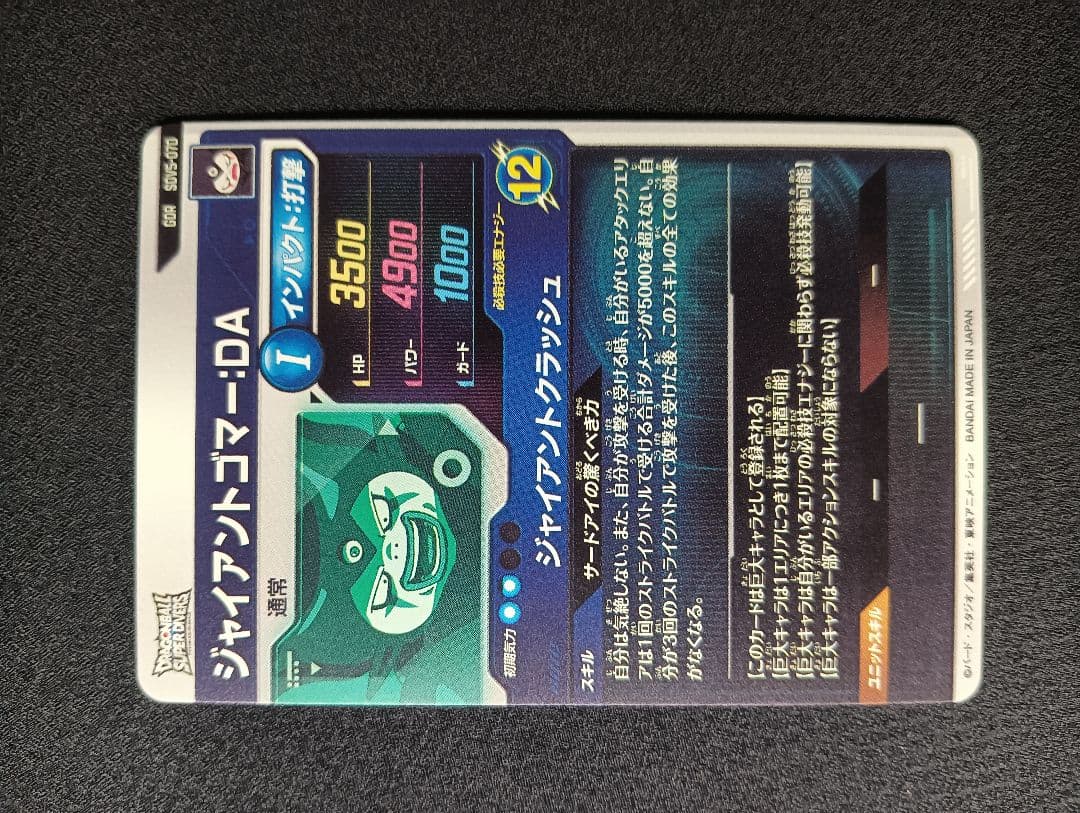 DRAGONBALL SUPER DIVERS
GDR SDV5-070
ジャイアントゴマー:DA
通常
I インパクト:打撃
HP 3500
パワー 4900
ガード 1000
初期気力
必殺技必要エナジー 12
ジャイアントクラッシュ
スキル サードアイの驚くべき力
自分は気絶しない。また、自分が攻撃を受ける時、自分がいるアタックエリ
アは1回のストライクバトルで受ける合計ダメージが5000を超えない。自
分が3回のストライクバトルで攻撃を受けた後、このスキルの全ての効果
がなくなる。
【このカードは巨大キャラとして登録される】
【巨大キャラは1エリアにつき1枚まで配置可能】
【巨大キャラは自分がいるエリアの必殺技エナジーに関わらず必殺技発動可能】
【巨大キャラは一部アクションスキルの対象にならない】
ユニットスキル ー ー
ー
©バード・スタジオ/集英社・東映アニメーション BANDAI MADE IN JAPAN